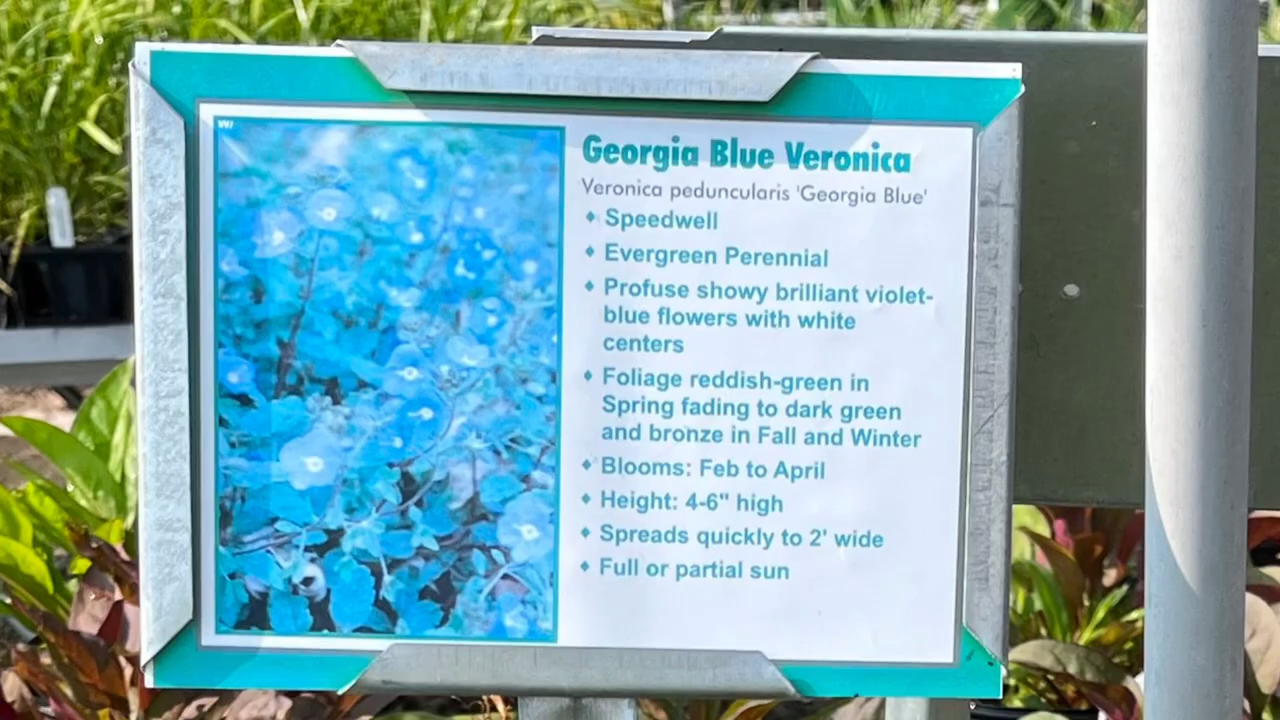 Georgia Blue Veronica
Veronica peduncularis 'Georgia Blue'
♦ Speedwell
♦ Evergreen Perennial
♦ Profuse showy brilliant violet-
blue flowers with white
centers
♦ Foliage reddish-green in
Spring fading to dark green
and bronze in Fall and Winter
♦ Blooms: Feb to April
♦ Height: 4-6" high
♦ Spreads quickly to 2' wide
♦ Full or partial sun